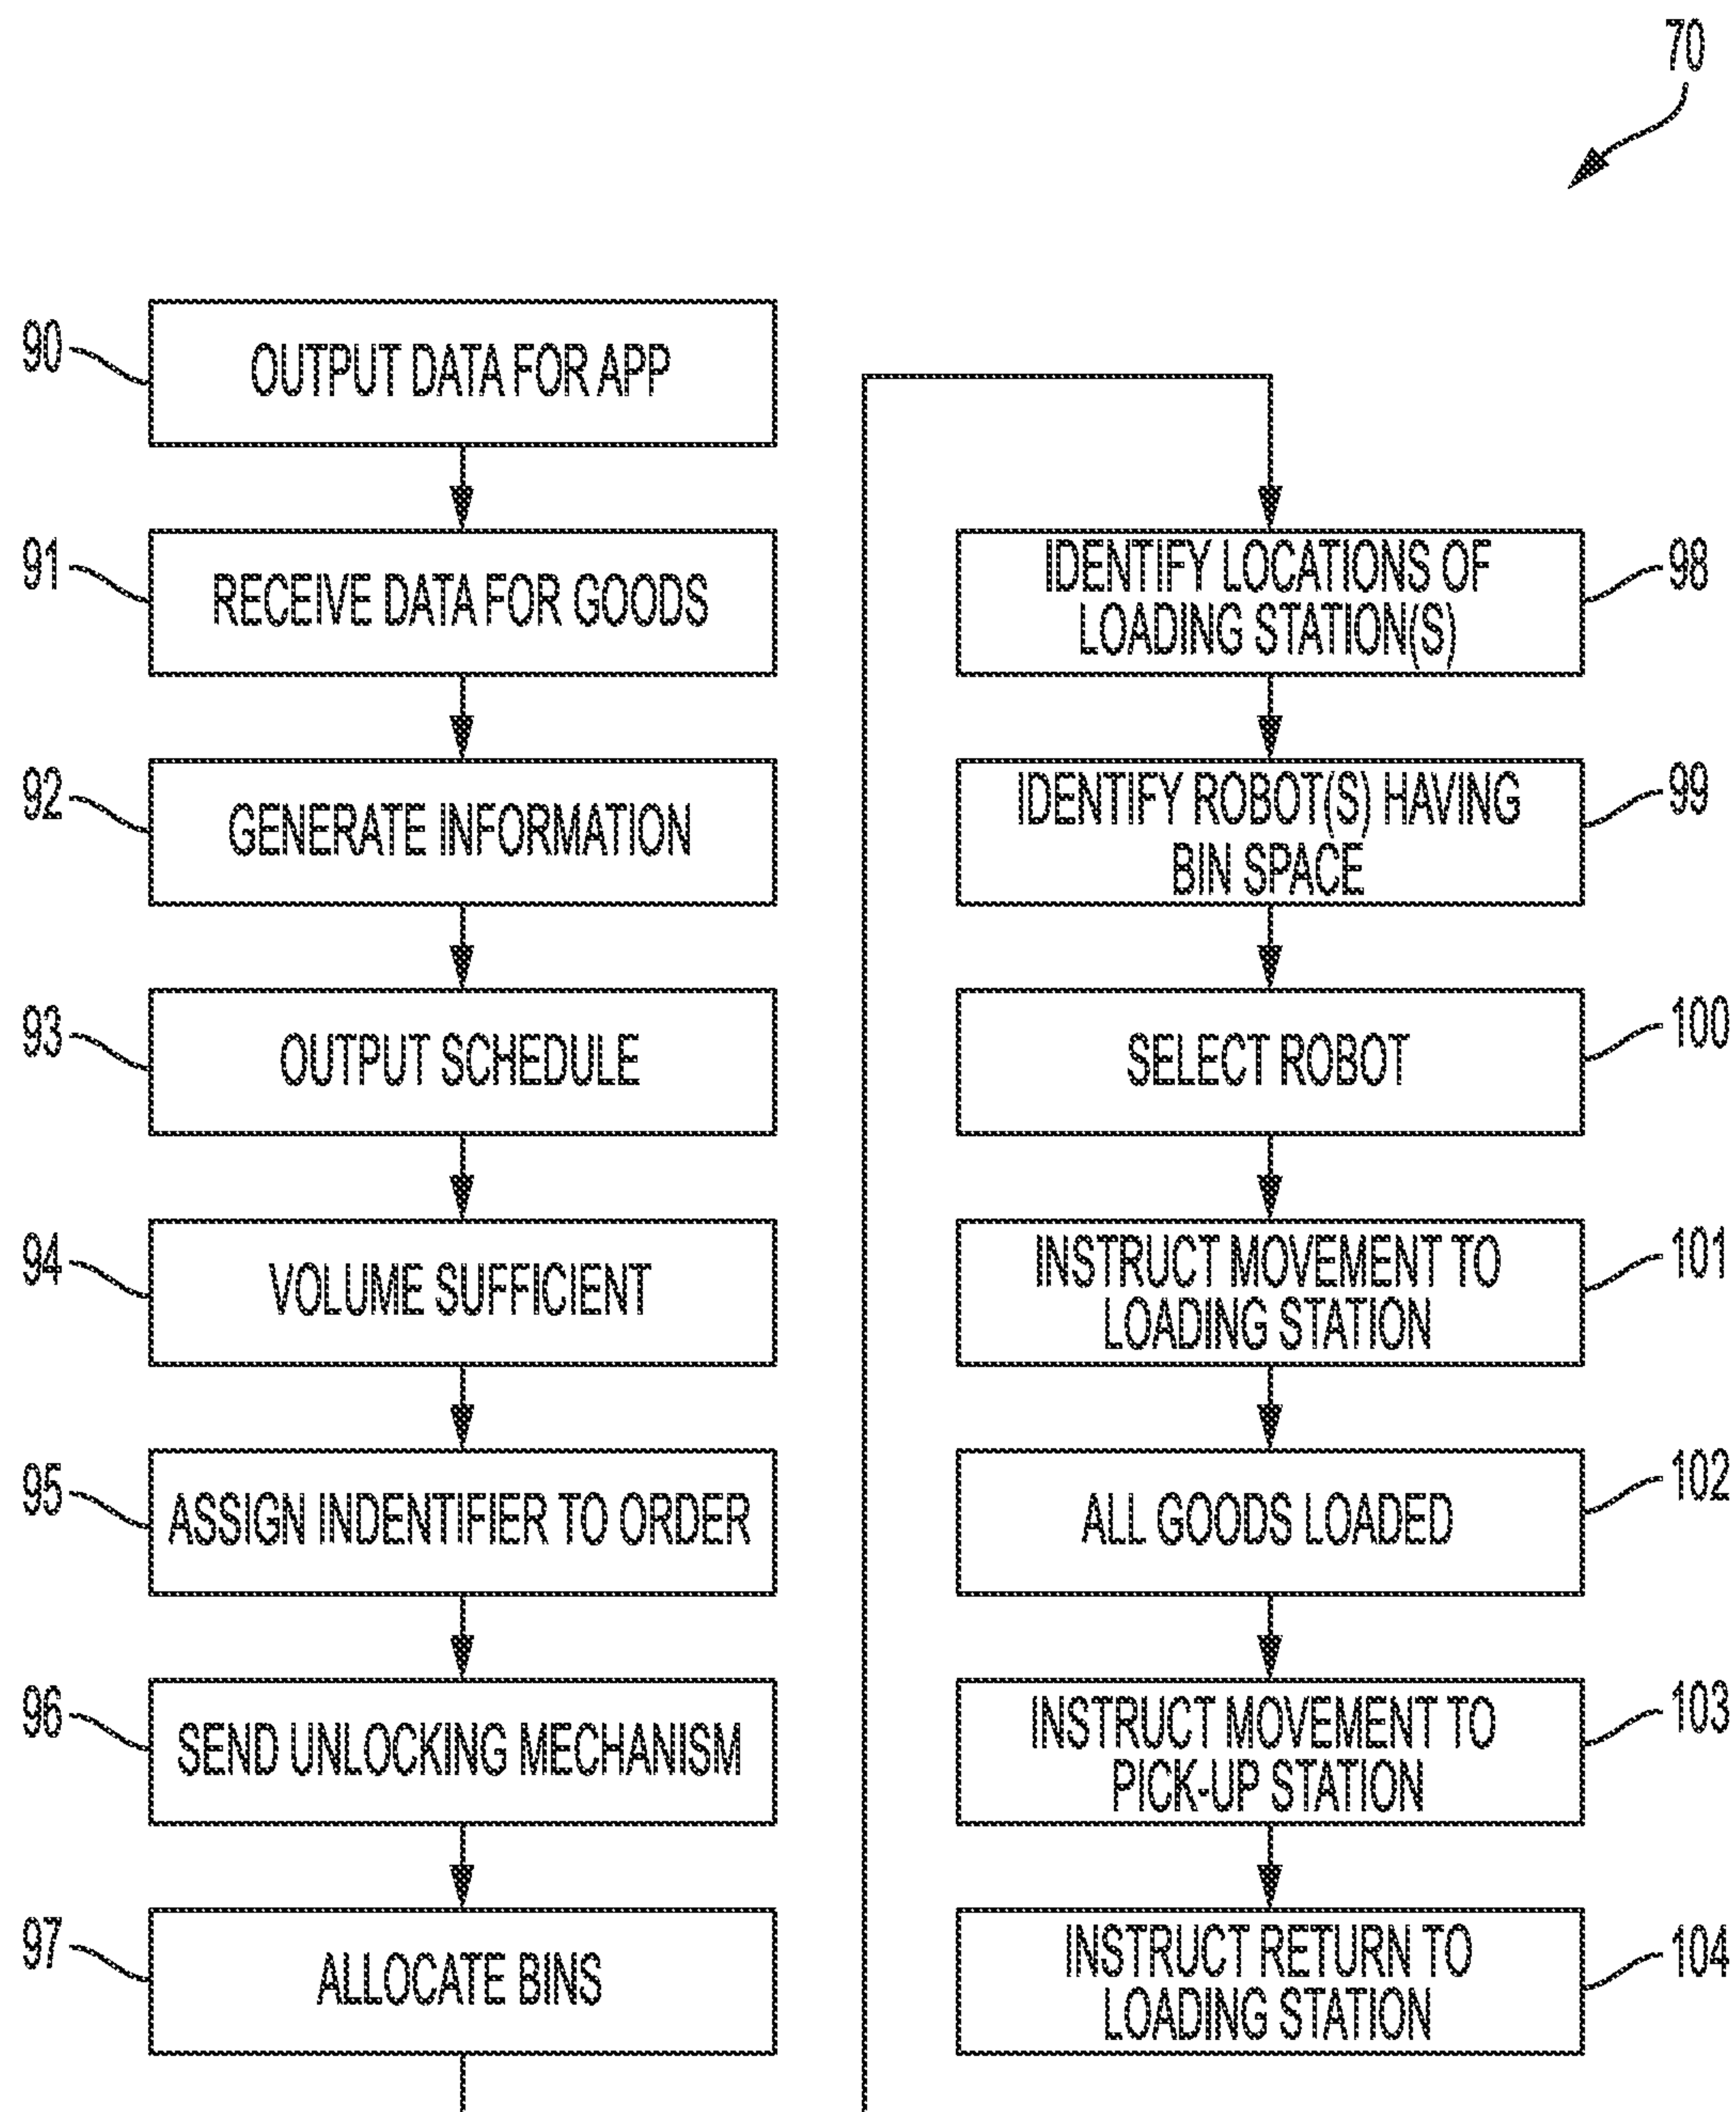 70
90
OUTPUT DATA FOR APP
91
RECEIVE DATA FOR GOODS
92
GENERATE INFORMATION
93
OUTPUT SCHEDULE
94
VOLUME SUFFICIENT
95
ASSIGN INDENTIFIER TO ORDER
96
SEND UNLOCKING MECHANISM
97
ALLOCATE BINS
IDENTIFY LOCATIONS OF
LOADING STATION(S)
98
IDENTIFY ROBOT(S) HAVING
BIN SPACE
99
SELECT ROBOT
100
INSTRUCT MOVEMENT TO
LOADING STATION
101
ALL GOODS LOADED
102
INSTRUCT MOVEMENT TO
PICK-UP STATION
103
INSTRUCT RETURN TO
LOADING STATION
104